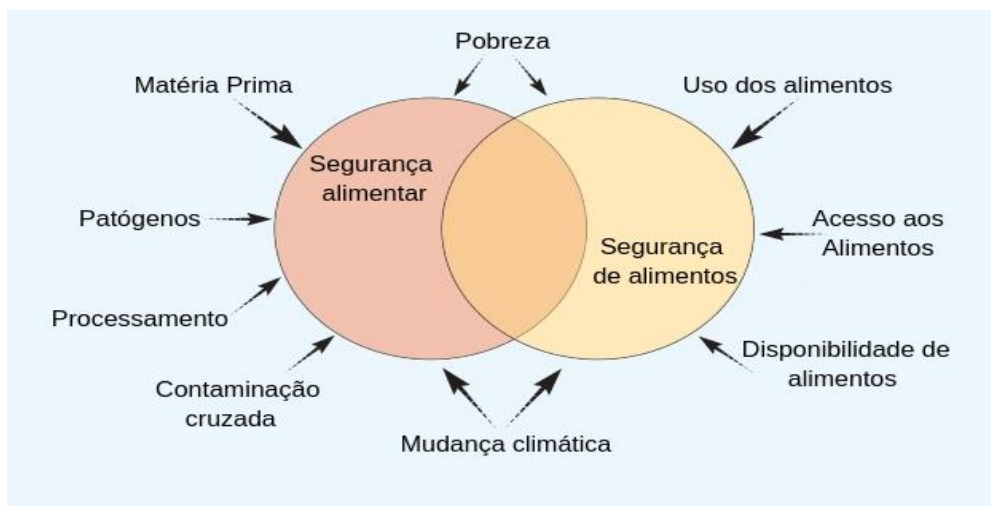 Pobreza
Matéria Prima
Uso dos alimentos
Segurança
alimentar
Patógenos
Acesso aos
Alimentos
Segurança
de alimentos
Processamento
Disponibilidade de
alimentos
Contaminação
cruzada
Mudança climática